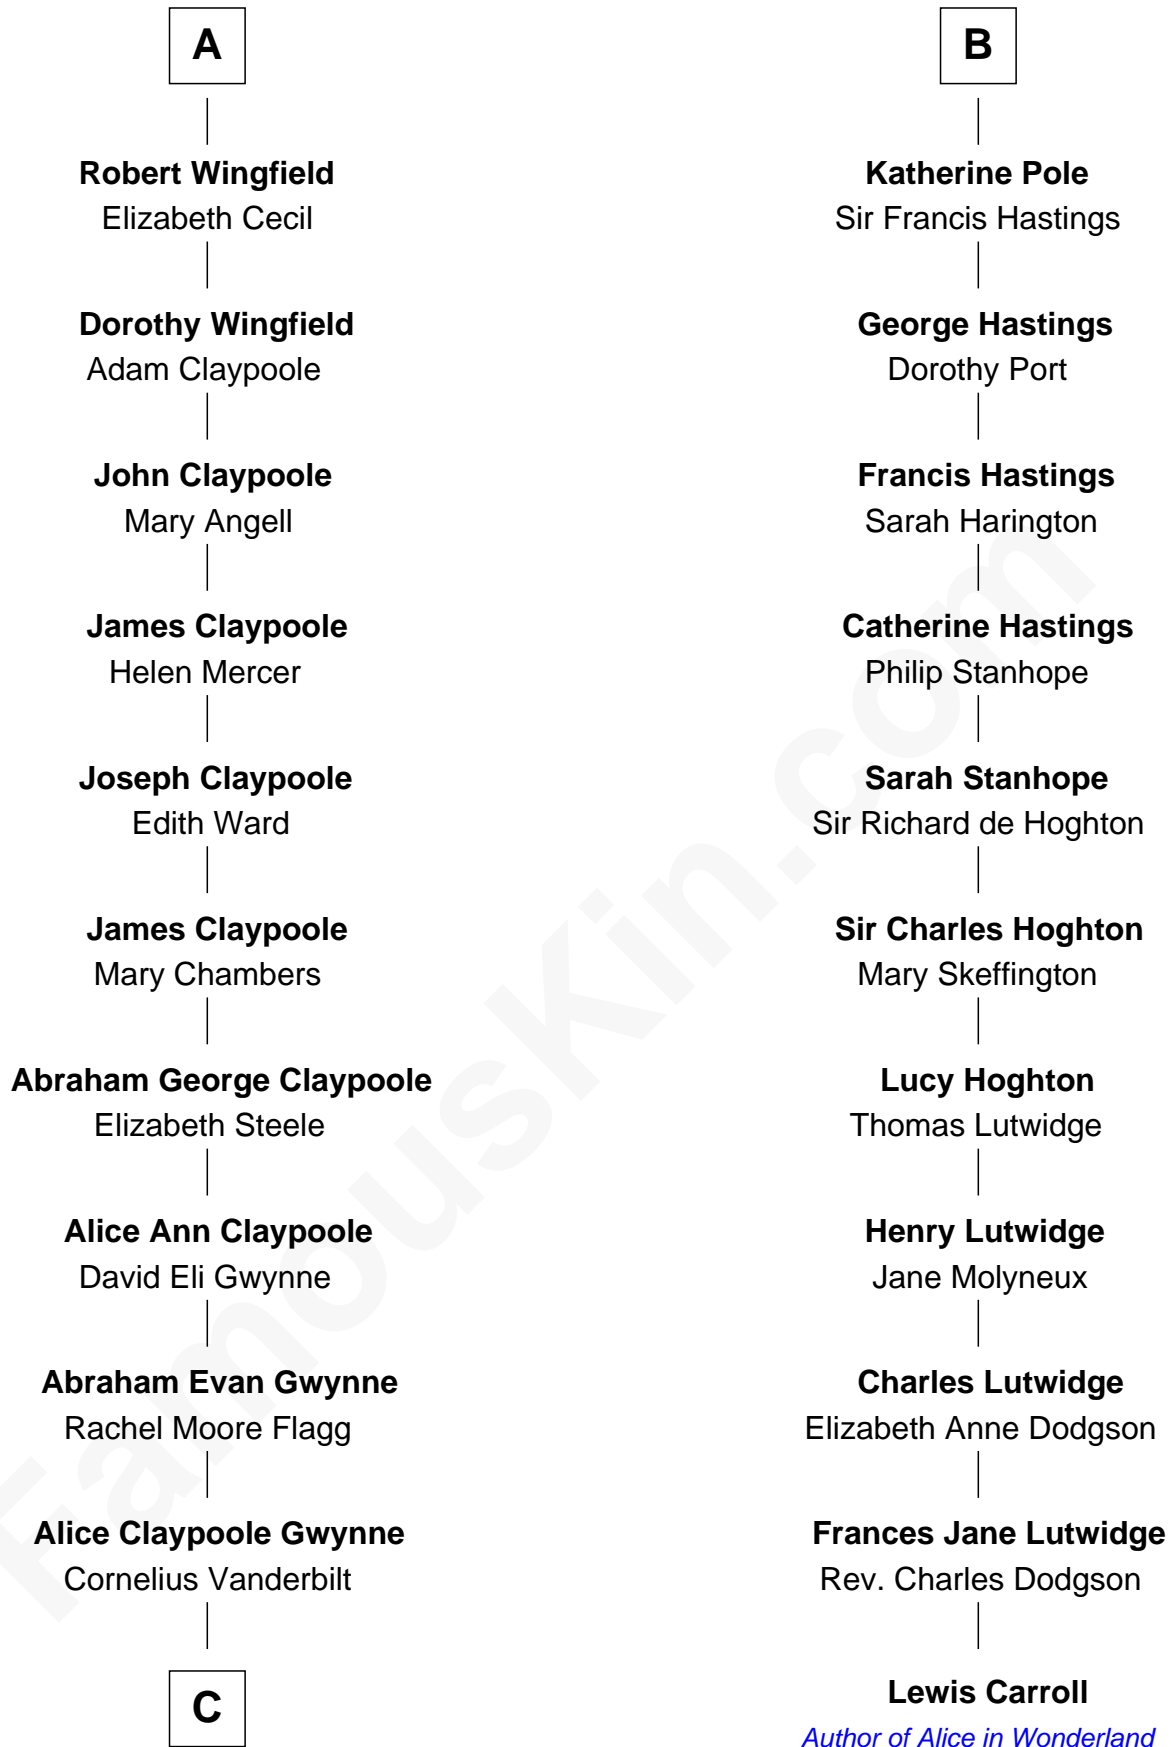 A
Robert Wingfield
Elizabeth Cecil
Dorothy Wingfield
Adam Claypoole
John Claypoole
Mary Angell
James Claypoole
Helen Mercer
Joseph Claypoole
Edith Ward
James Claypoole
Mary Chambers
Abraham George Claypoole
Elizabeth Steele
Alice Ann Claypoole
David Eli Gwynne
Abraham Evan Gwynne
Rachel Moore Flagg
Alice Claypoole Gwynne
Cornelius Vanderbilt
C
B
Katherine Pole
Sir Francis Hastings
George Hastings
Dorothy Port
Francis Hastings
Sarah Harington
Catherine Hastings
Philip Stanhope
Sarah Stanhope
Sir Richard de Hoghton
Sir Charles Hoghton
Mary Skeffington
Lucy Hoghton
Thomas Lutwidge
Henry Lutwidge
Jane Molyneux
Charles Lutwidge
Elizabeth Anne Dodgson
Frances Jane Lutwidge
Rev. Charles Dodgson
Lewis Carroll
Author of Alice in Wonderland
FamousKin.com